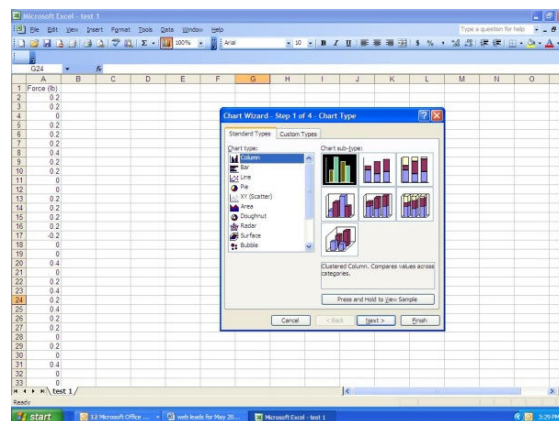 Microsoft Excel - test 1
File Edit View Insert Format Tools Data Window Help
Type a question for help
100%
Arial
10
B I U
$ %
G24
fx
A B C D E F G H I J K L M N O
1 Force (lb)
2 0.2
3 0.2
4 0
5 0.2
6 0.2
7 0.2
8 0.4
9 0.2
10 0.2
11 0
12 0
13 0.2
14 0.2
15 0.2
16 0.2
17 -0.2
18 0
19 0
20 0.4
21 0
22 0.2
23 0.4
24 0.2
25 0.4
26 0.2
27 0.2
28 0
29 0.2
30 0
31 0.4
32 0
33 0
Chart Wizard - Step 1 of 4 - Chart Type
Standard Types Custom Types
Chart type:
Column
Bar
Line
Pie
XY (Scatter)
Area
Doughnut
Radar
Surface
Bubble
Chart sub-type:
Clustered Column. Compares values across categories.
Press and Hold to View Sample
Cancel < Back Next > Finish
test 1
Ready
start
12 Microsoft Office ...
web leads for May 20...
Microsoft Excel - test 1
3:29 PM